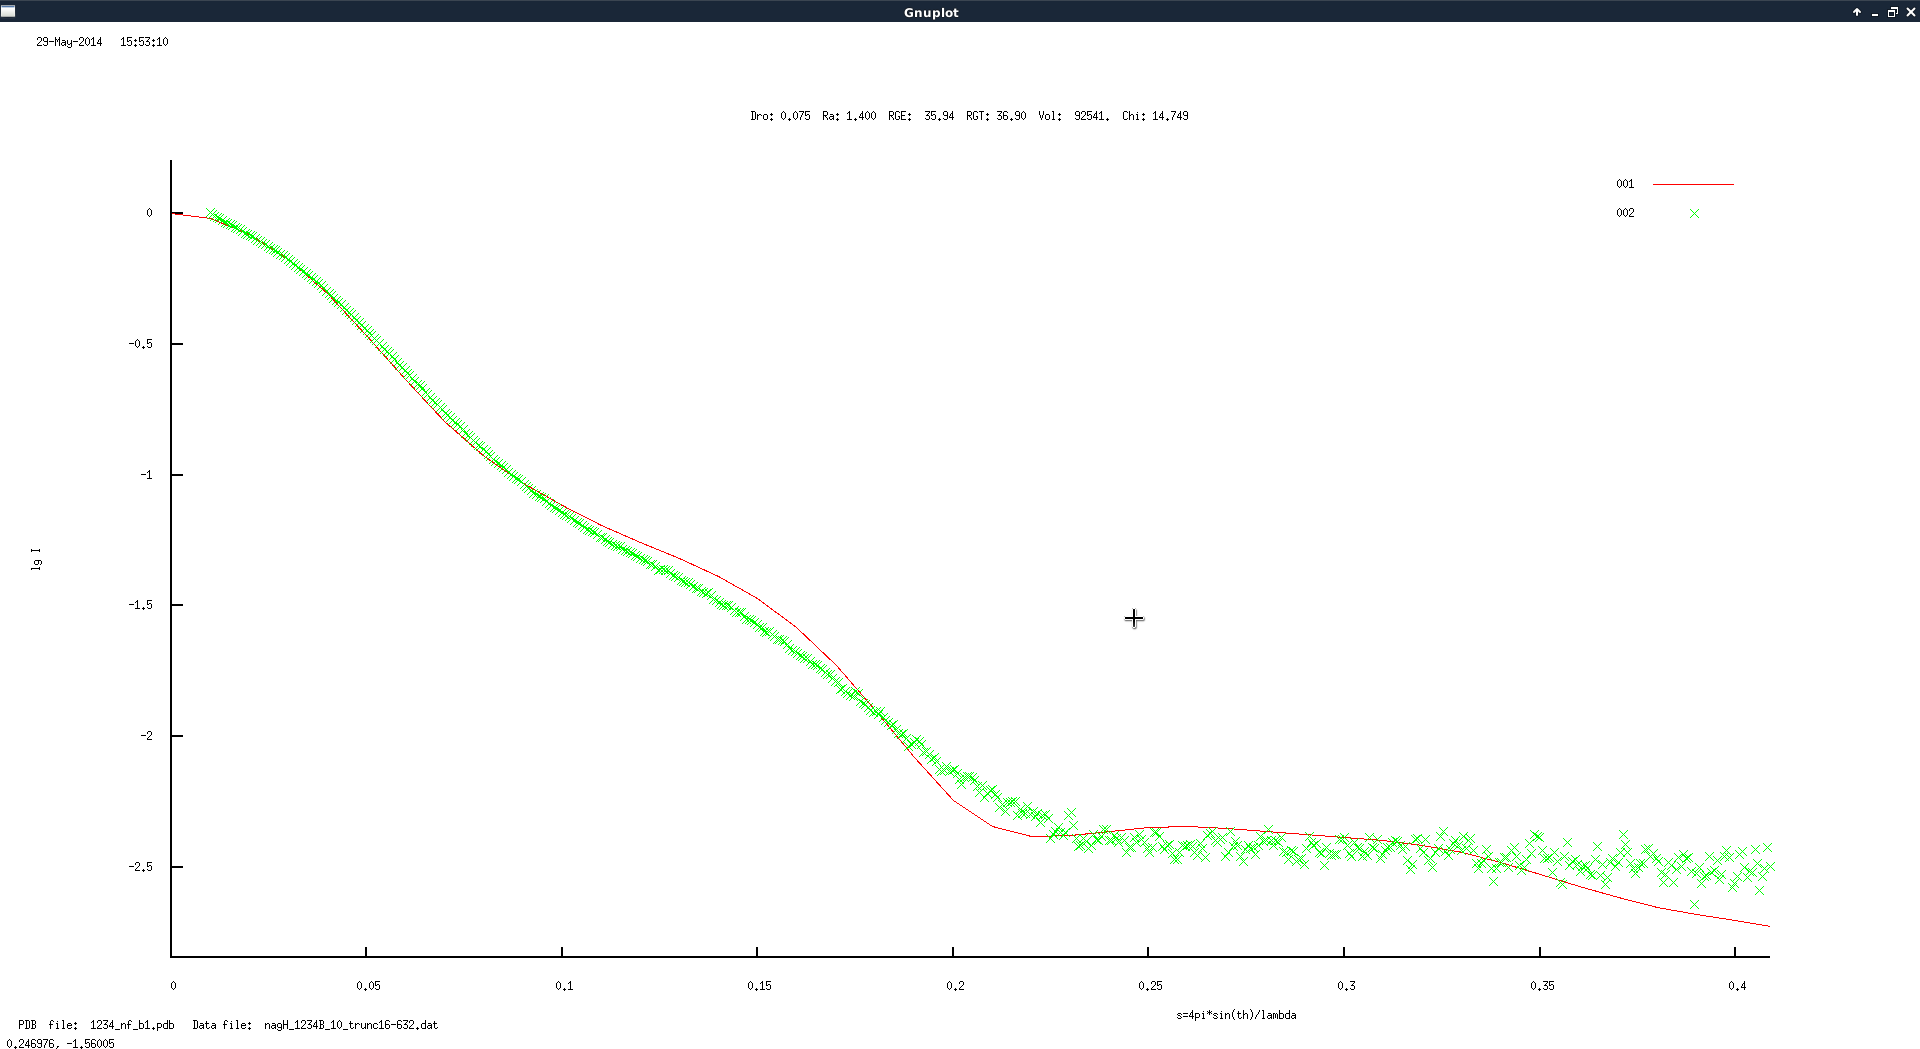 Gnuplot
29-May-2014 15:53:10
Dro: 0.075 Ra: 1.400 RGE: 35.94 RGT: 36.90 Vol: 92541. Chi: 14.749
001
002
0
-0.5
-1
-1.5
-2
-2.5
lg I
0 0.05 0.1 0.15 0.2 0.25 0.3 0.35 0.4
s=4pi*sin(th)/lambda
PDB file: 1234_nf_b1.pdb Data file: nagH_1234B_10_trunc16-632.dat
0.246976, -1.56005